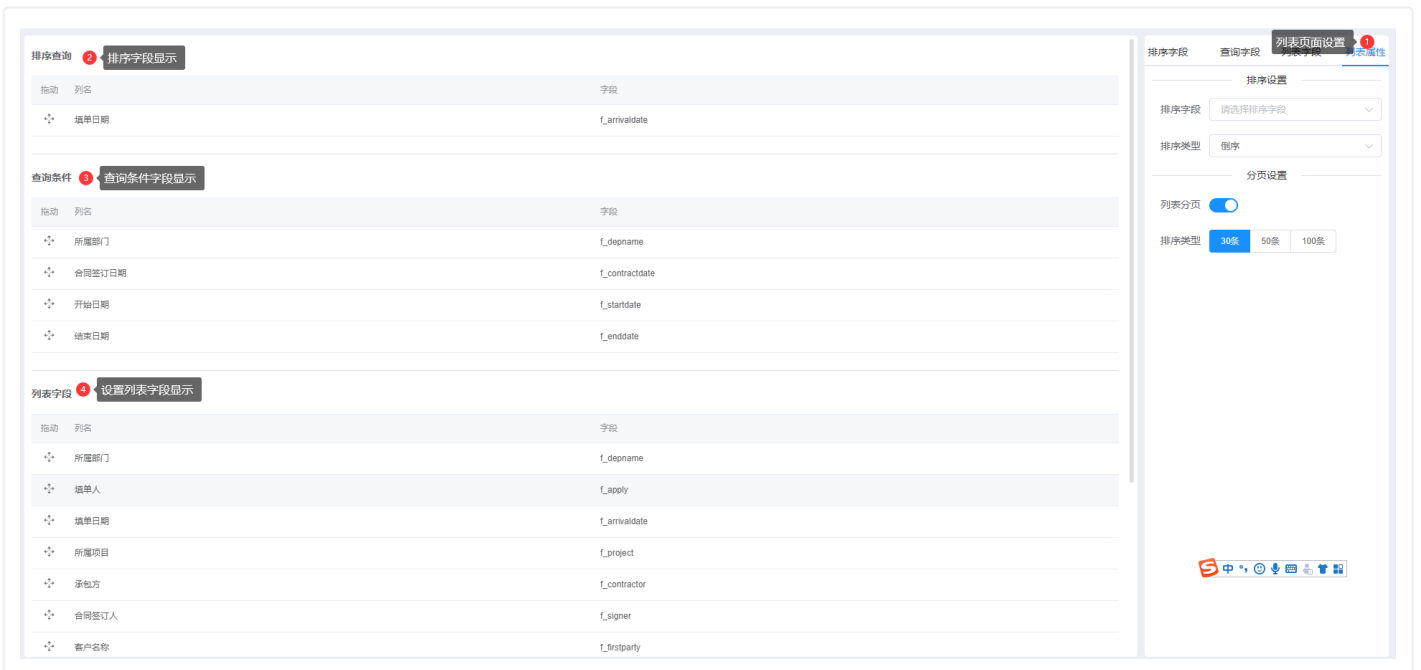 排序查询 2 排序字段显示
拖动 列名 字段
填单日期 f_arrivaldate
查询条件 3 查询条件字段显示
拖动 列名 字段
所属部门 f_depname
合同签订日期 f_contractdate
开始日期 f_startdate
结束日期 f_enddate
列表字段 4 设置列表字段显示
拖动 列名 字段
所属部门 f_depname
填单人 f_apply
填单日期 f_arrivaldate
所属项目 f_project
承包方 f_contractor
合同签订人 f_signer
客户名称 f_firstparty
列表页面设置 1
排序字段 查询字段 列表字段 列表属性
排序设置
排序字段 请选择排序字段
排序类型 倒序
分页设置
列表分页
排序类型 30条 50条 100条
S 中